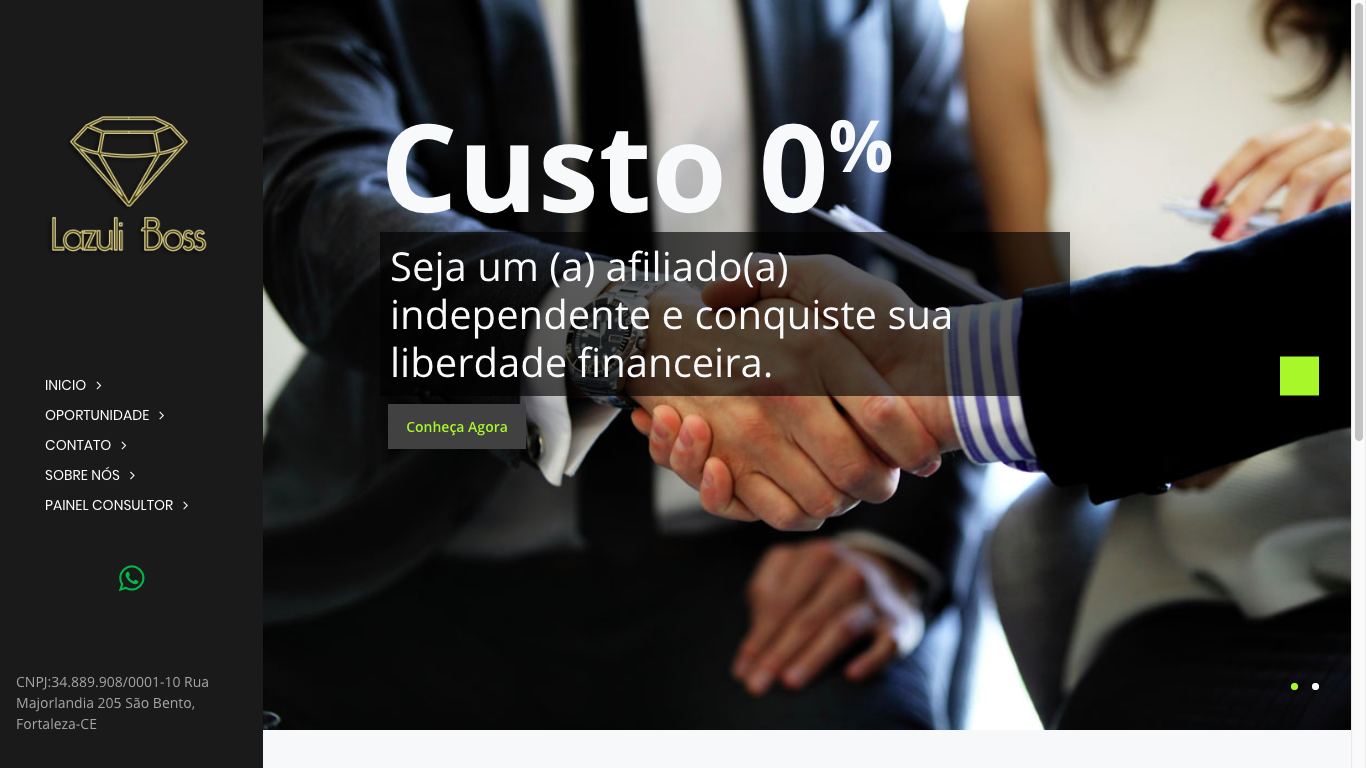 Lazuli Boss
INICIO
OPORTUNIDADE
CONTATO
SOBRE NÓS
PAINEL CONSULTOR
CNPJ:34.889.908/0001-10 Rua
Majorlandia 205 São Bento,
Fortaleza-CE
Custo 0%
Seja um (a) afiliado(a)
independente e conquiste sua
liberdade financeira.
Conheça Agora